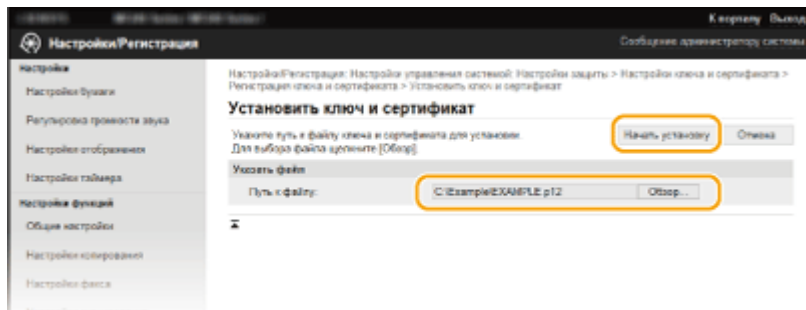 К порталу Выход
Настройки/Регистрация
Сообщение администратору системы
Настройки
Настройки бумаги
Регулировка громкости звука
Настройки отображения
Настройки таймера
Настройки функций
Общие настройки
Настройки копирования
Настройки факса
Настройки/Регистрация: Настройки управления системой: Настройки защиты > Настройки ключа и сертификата >
Регистрация ключа и сертификата > Установить ключ и сертификат
Установить ключ и сертификат
Укажите путь к файлу ключа и сертификата для установки.
Для выбора файла щелкните [Обзор].
Начать установку Отмена
Указать файл
Путь к файлу: C:\Example\EXAMPLE.p12 Обзор...